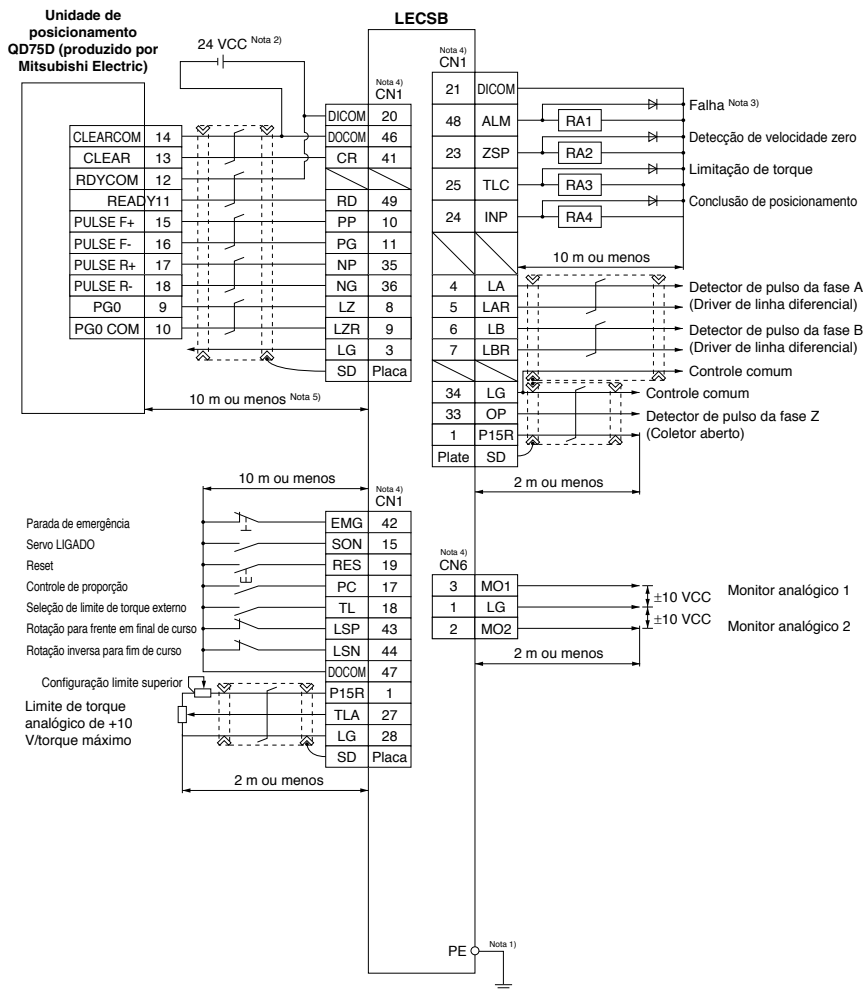 Unidade de
posicionamento
QD75D (produzido por
Mitsubishi Electric)
24 VCC Nota 2)
LECSB
Nota 4)
CN1
DICOM 20
CLEARCOM 14 DOCOM 46
CLEAR 13 CR 41
RDYCOM 12
READY 11 RD 49
PULSE F+ 15 PP 10
PULSE F- 16 PG 11
PULSE R+ 17 NP 35
PULSE R- 18 NG 36
PG0 9 LZ 8
PG0 COM 10 LZR 9
LG 3
SD Placa
10 m ou menos Nota 5)
Nota 4)
CN1
21 DICOM
48 ALM RA1 Falha Nota 3)
23 ZSP RA2 Detecção de velocidade zero
25 TLC RA3 Limitação de torque
24 INP RA4 Conclusão de posicionamento
10 m ou menos
4 LA Detector de pulso da fase A
5 LAR (Driver de linha diferencial)
6 LB Detector de pulso da fase B
7 LBR (Driver de linha diferencial)
Controle comum
34 LG Controle comum
33 OP Detector de pulso da fase Z
1 P15R (Coletor aberto)
Plate SD
2 m ou menos
10 m ou menos
Nota 4)
CN1
Parada de emergência EMG 42
Servo LIGADO SON 15
Reset RES 19
Controle de proporção PC 17
Seleção de limite de torque externo TL 18
Rotação para frente em final de curso LSP 43
Rotação inversa para fim de curso LSN 44
DOCOM 47
Configuração limite superior P15R 1
Limite de torque
analógico de +10
V/torque máximo
TLA 27
LG 28
SD Placa
2 m ou menos
Nota 4)
CN6
3 MO1 ±10 VCC Monitor analógico 1
1 LG
2 MO2 ±10 VCC Monitor analógico 2
2 m ou menos
PE Nota 1)